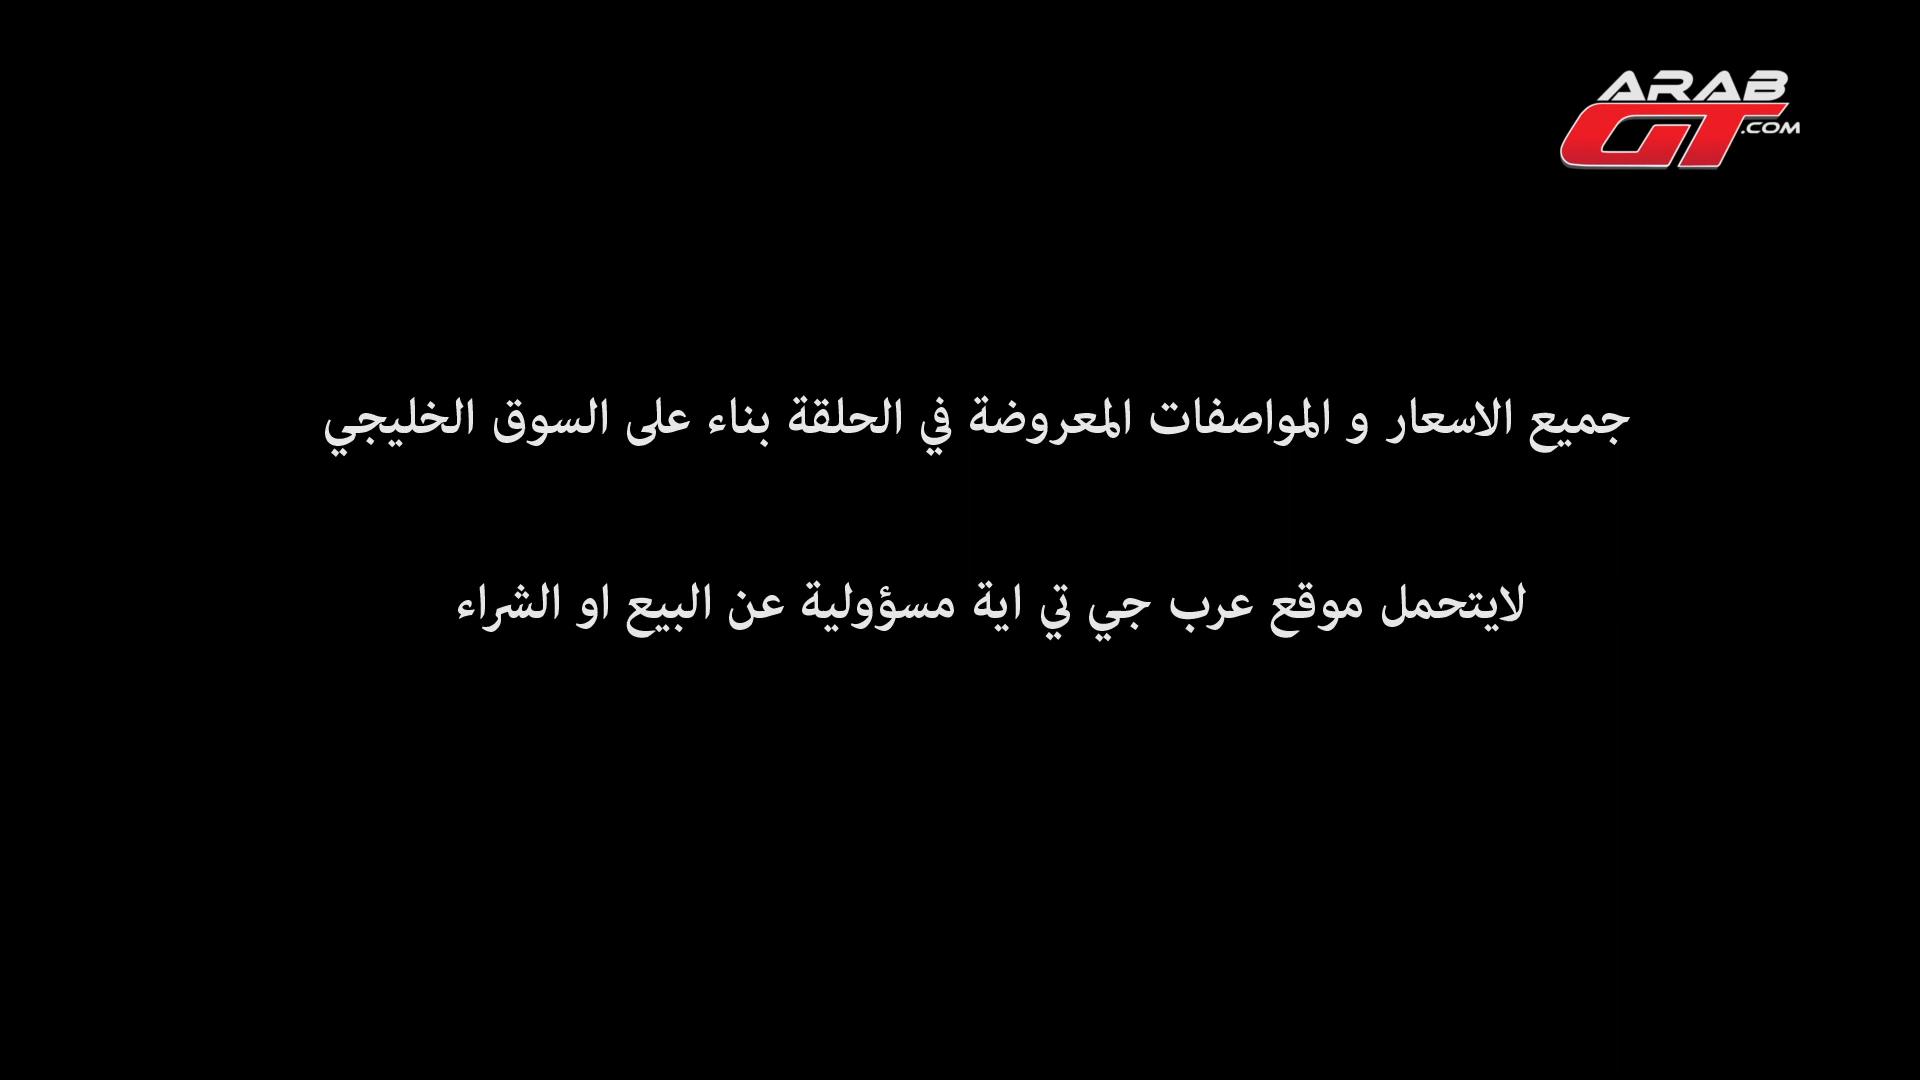 ARAB
GT.COM
جميع الاسعار و المواصفات المعروضة في الحلقة بناء على السوق الخليجي
لايتحمل موقع عرب جي تي اية مسؤولية عن البيع او الشراء